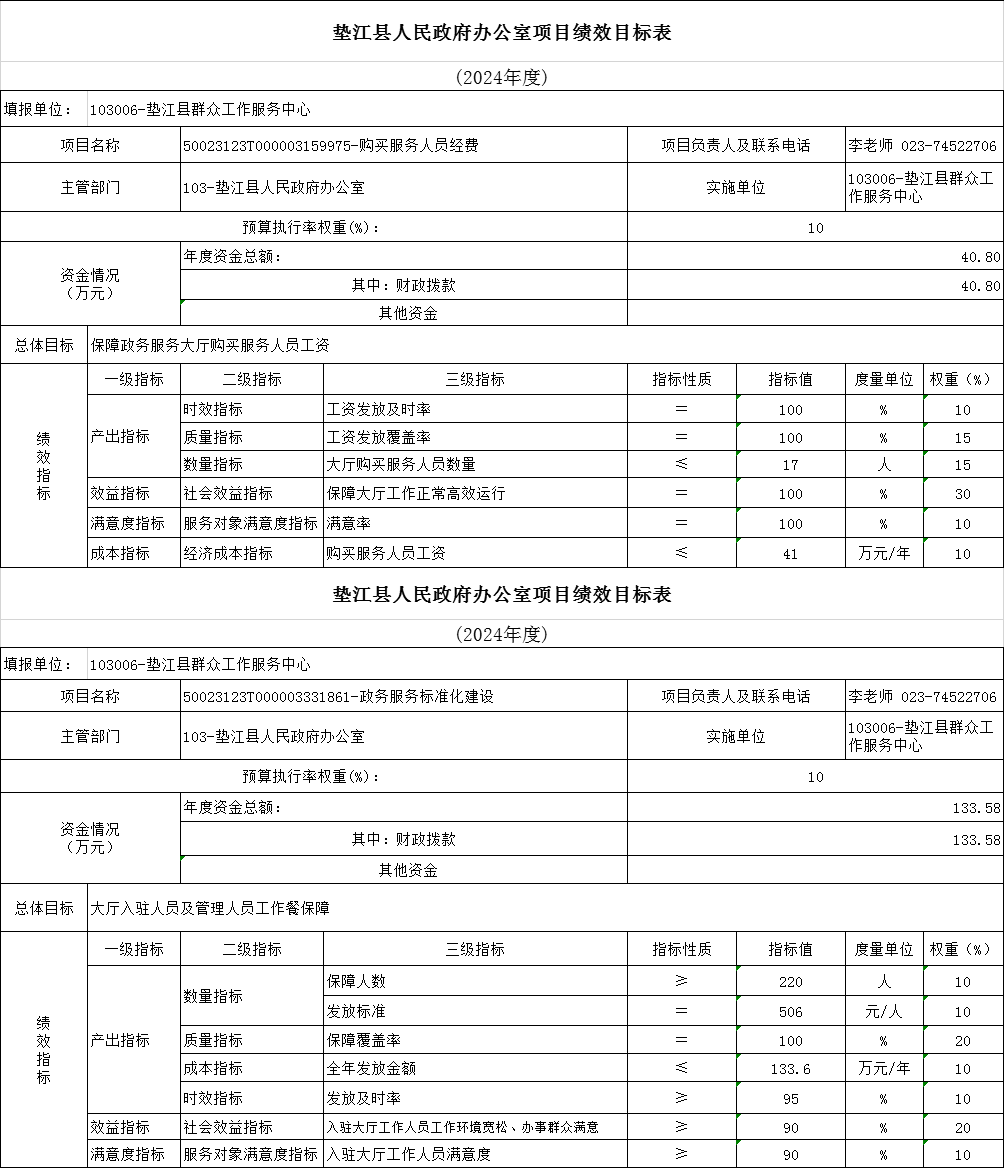 垫江县人民政府办公室项目绩效目标表
(2024年度)
填报单位： 103006-垫江县群众工作服务中心
项目名称 50023123T000003159975-购买服务人员经费 项目负责人及联系电话 李老师 023-74522706
主管部门 103-垫江县人民政府办公室 实施单位 103006-垫江县群众工
作服务中心
预算执行率权重(%)： 10
资金情况
（万元）
年度资金总额： 40.80
其中：财政拨款 40.80
其他资金
总体目标 保障政务服务大厅购买服务人员工资
绩
效
指
标
一级指标 二级指标 三级指标 指标性质 指标值 度量单位 权重（%）
产出指标 时效指标 工资发放及时率 ＝ 100 % 10
质量指标 工资发放覆盖率 ＝ 100 % 15
数量指标 大厅购买服务人员数量 ≤ 17 人 15
效益指标 社会效益指标 保障大厅工作正常高效运行 ＝ 100 % 30
满意度指标 服务对象满意度指标 满意率 ＝ 100 % 10
成本指标 经济成本指标 购买服务人员工资 ≤ 41 万元/年 10
垫江县人民政府办公室项目绩效目标表
(2024年度)
填报单位： 103006-垫江县群众工作服务中心
项目名称 50023123T000003331861-政务服务标准化建设 项目负责人及联系电话 李老师 023-74522706
主管部门 103-垫江县人民政府办公室 实施单位 103006-垫江县群众工
作服务中心
预算执行率权重(%)： 10
资金情况
（万元）
年度资金总额： 133.58
其中：财政拨款 133.58
其他资金
总体目标 大厅入驻人员及管理人员工作餐保障
绩
效
指
标
一级指标 二级指标 三级指标 指标性质 指标值 度量单位 权重（%）
产出指标 数量指标 保障人数 ≥ 220 人 10
发放标准 ＝ 506 元/人 10
质量指标 保障覆盖率 ＝ 100 % 20
成本指标 全年发放金额 ≤ 133.6 万元/年 10
时效指标 发放及时率 ≥ 95 % 10
效益指标 社会效益指标 入驻大厅工作人员工作环境宽松、办事群众满意 ≥ 90 % 20
满意度指标 服务对象满意度指标 入驻大厅工作人员满意度 ≥ 90 % 10